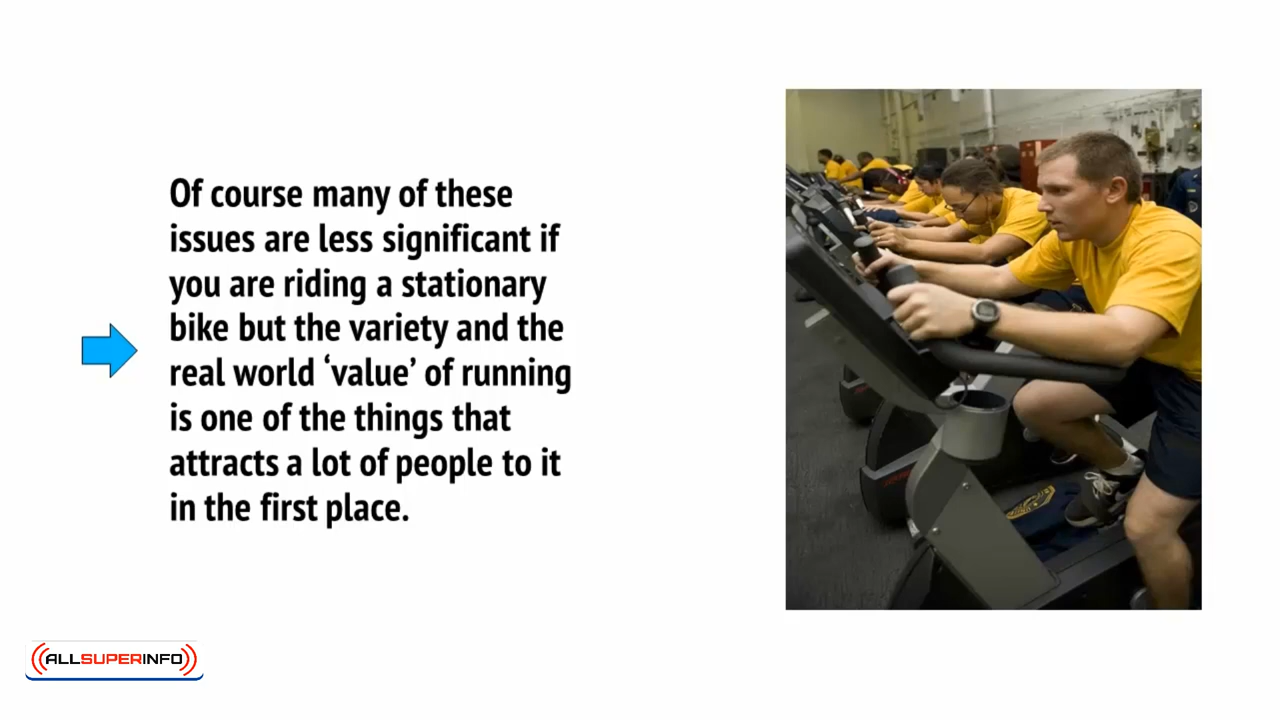 Of course many of these
issues are less significant if
you are riding a stationary
bike but the variety and the
real world ‘value’ of running
is one of the things that
attracts a lot of people to it
in the first place.
((ALLSUPERINFO))